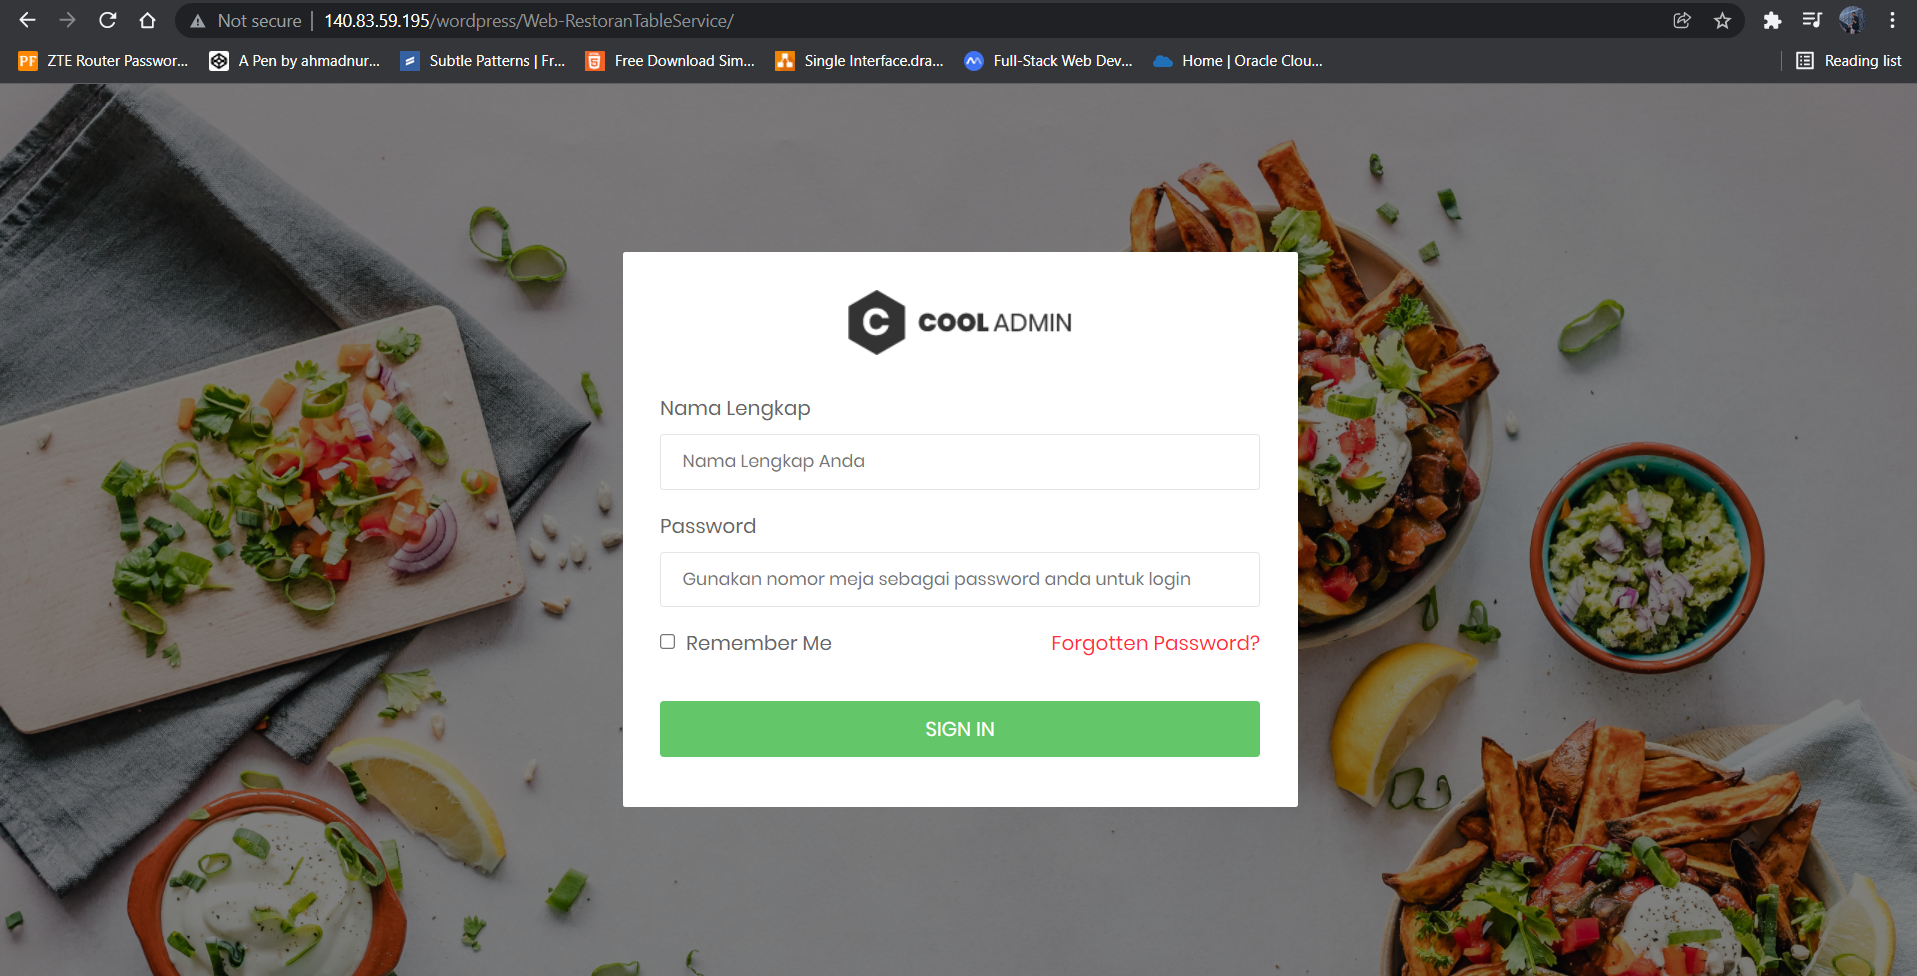 Not secure
140.83.59.195/wordpress/Web-RestoranTableService/
PF ZTE Router Passwor...
A Pen by ahmadnur...
Subtle Patterns | Fr...
Free Download Sim...
Single Interface.dra...
Full-Stack Web Dev...
Home | Oracle Clou...
Reading list
C COOL ADMIN
Nama Lengkap
Nama Lengkap Anda
Password
Gunakan nomor meja sebagai password anda untuk login
Remember Me
Forgotten Password?
SIGN IN